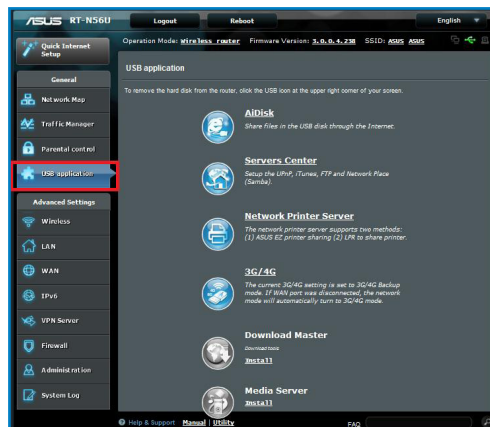 ASUS RT-N56U
Logout
Reboot
English
Quick Internet
Setup
Operation Mode: Wireless router Firmware Version: 3.0.0.4.238 SSID: ASUS ASUS
General
Network Map
Traffic Manager
Parental control
USB application
Advanced Settings
Wireless
LAN
WAN
IPv6
VPN Server
Firewall
Administration
System Log
USB application
To remove the hard disk from the router, click the USB icon at the upper right corner of your screen.
AiDisk
Share files in the USB disk through the Internet.
Servers Center
Setup the UPnP, iTunes, FTP and Network Place
(Samba).
Network Printer Server
The network printer server supports two methods:
(1) ASUS EZ printer sharing (2) LPR to share printer.
3G/4G
The current 3G/4G setting is set to 3G/4G Backup
mode. If WAN port was disconnected, the network
mode will automatically turn to 3G/4G mode.
Download Master
Download tools
Install
Media Server
Install
Help & Support Manual | Utility
FAQ